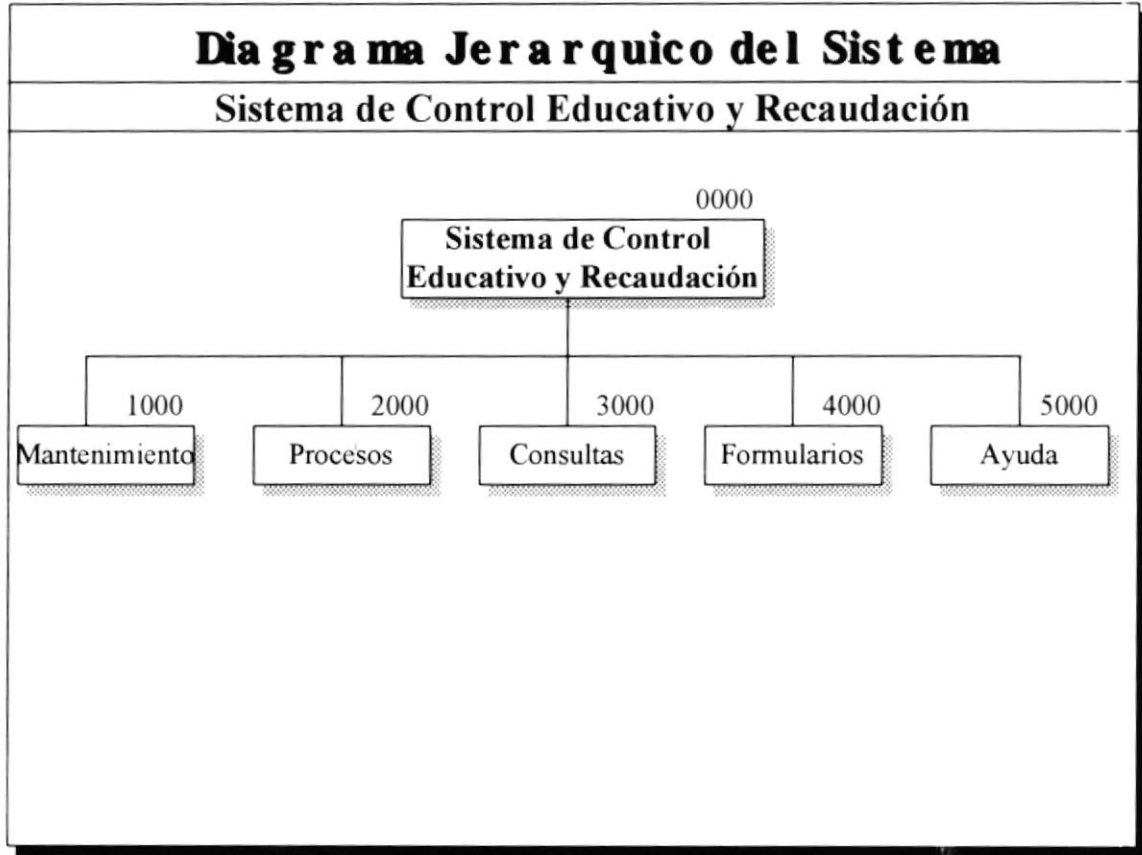 Diagrama Jerarquico del Sistema
Sistema de Control Educativo y Recaudación
0000
Sistema de Control
Educativo y Recaudación
1000
2000
3000
4000
5000
Mantenimiento
Procesos
Consultas
Formularios
Ayuda